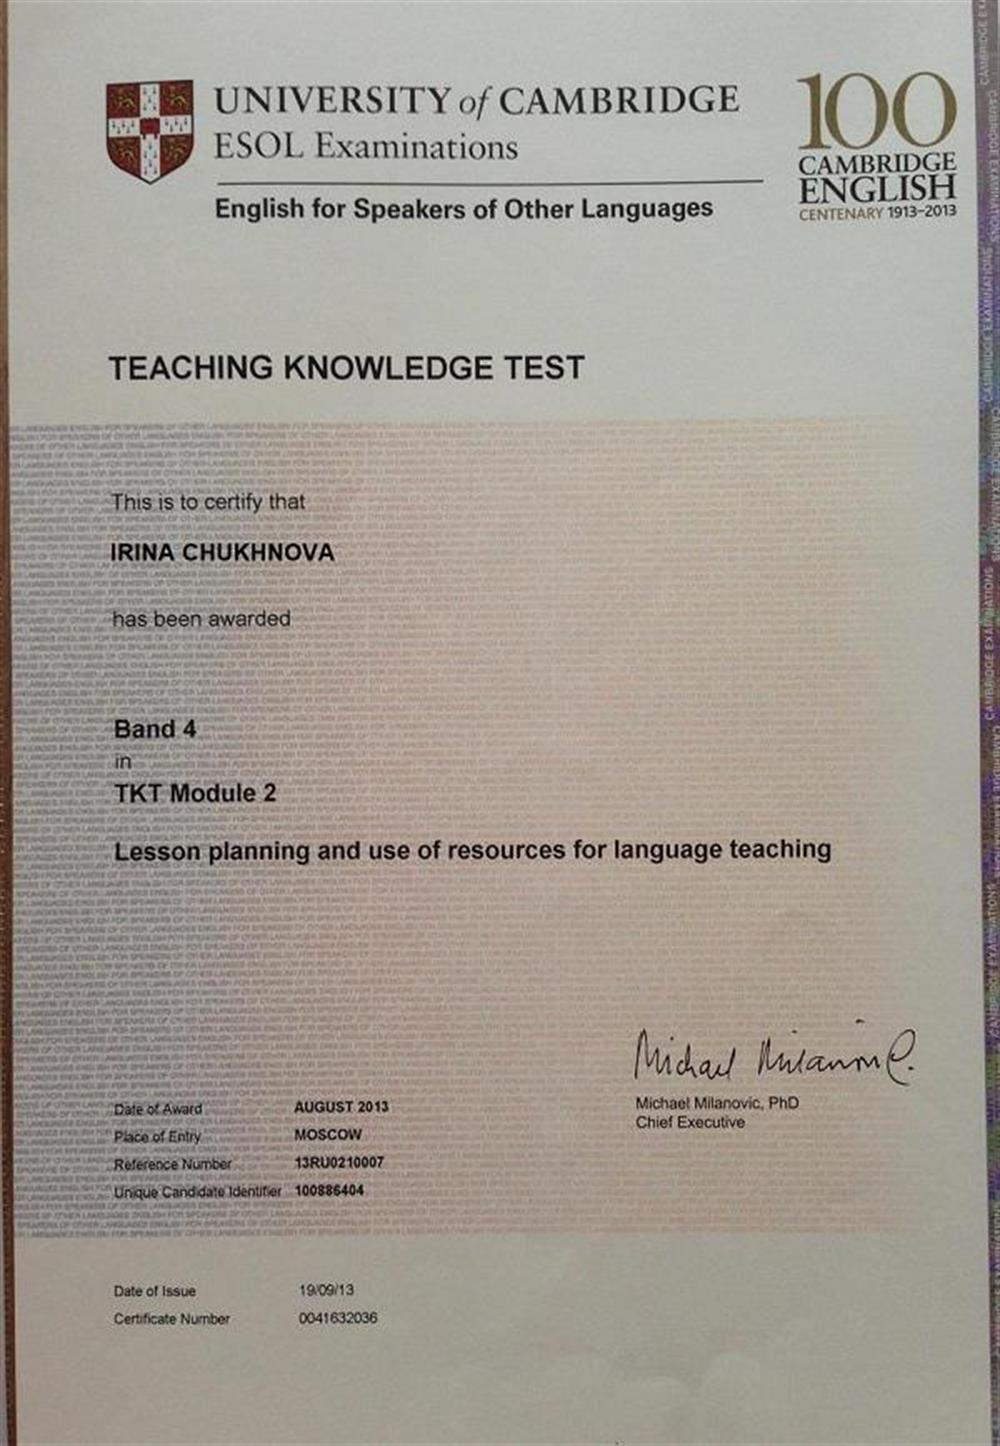 UNIVERSITY of CAMBRIDGE
ESOL Examinations
English for Speakers of Other Languages
100
CAMBRIDGE
ENGLISH
CENTENARY 1913–2013
TEACHING KNOWLEDGE TEST
This is to certify that
IRINA CHUKHNOVA
has been awarded
Band 4
in
TKT Module 2
Lesson planning and use of resources for language teaching
Michael Milanovic
Michael Milanovic, PhD
Chief Executive
Date of Award AUGUST 2013
Place of Entry MOSCOW
Reference Number 13RU0210007
Unique Candidate Identifier 100886404
Date of Issue 19/09/13
Certificate Number 0041632036